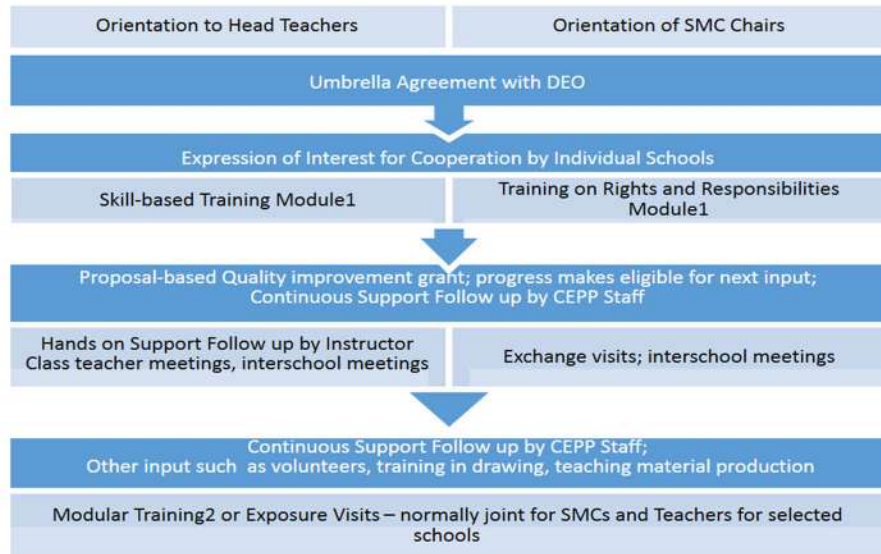 Orientation to Head Teachers
Orientation of SMC Chairs
Umbrella Agreement with DEO
Expression of Interest for Cooperation by Individual Schools
Skill-based Training Module1
Training on Rights and Responsibilities
Module1
Proposal-based Quality improvement grant; progress makes eligible for next input;
Continuous Support Follow up by CEPP Staff
Hands on Support Follow up by Instructor
Class teacher meetings, interschool meetings
Exchange visits; interschool meetings
Continuous Support Follow up by CEPP Staff;
Other input such as volunteers, training in drawing, teaching material production
Modular Training2 or Exposure Visits – normally joint for SMCs and Teachers for selected
schools